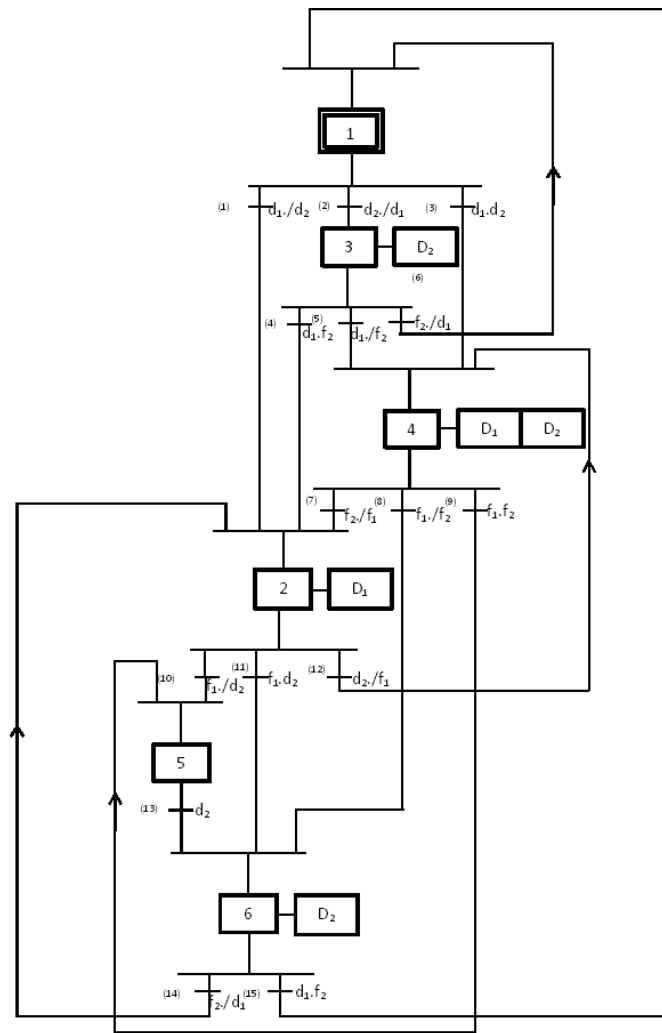 1
(1) d₁./d₂ (2) d₂./d₁ (3) d₁.d₂
3 D₂
(6)
(4) d₁.f₂ (5) d₁./f₂ f₂./d₁
4 D₁ D₂
(7) f₂./f₁ (8) f₁./f₂ (9) f₁.f₂
2 D₁
(10) f₁./d₂ (11) f₁.d₂ (12) d₂./f₁
5
(13) d₂
6 D₂
(14) f₂./d₁ (15) d₁.f₂